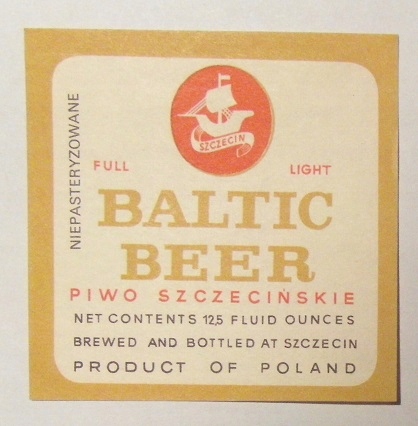 SZCZECIN
NIEPASTERYZOWANE
FULL LIGHT
BALTIC
BEER
PIWO SZCZECIŃSKIE
NET CONTENTS 12,5 FLUID OUNCES
BREWED AND BOTTLED AT SZCZECIN
PRODUCT OF POLAND